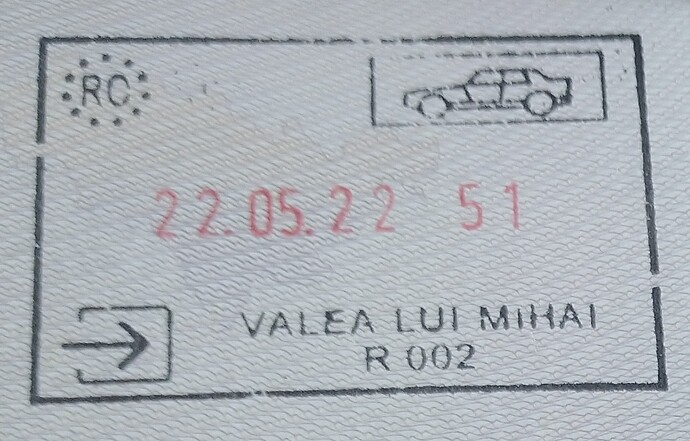 RO
22.05.22 51
VALEA LUI MIHAI
R 002